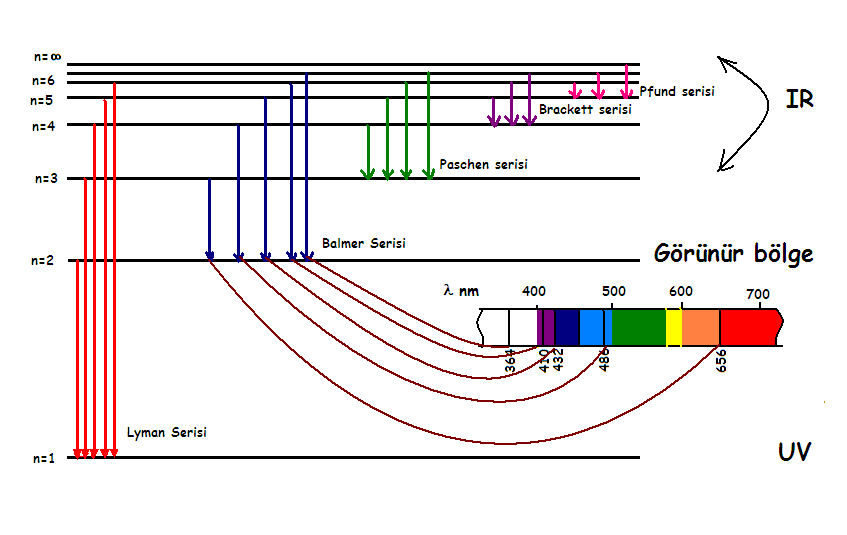 n=∞
n=6
n=5
n=4
n=3
n=2
n=1
Pfund serisi
Brackett serisi
Paschen serisi
Balmer Serisi
Lyman Serisi
IR
Görünür bölge
UV
λ nm 400 500 600 700
364 410 432 486 656